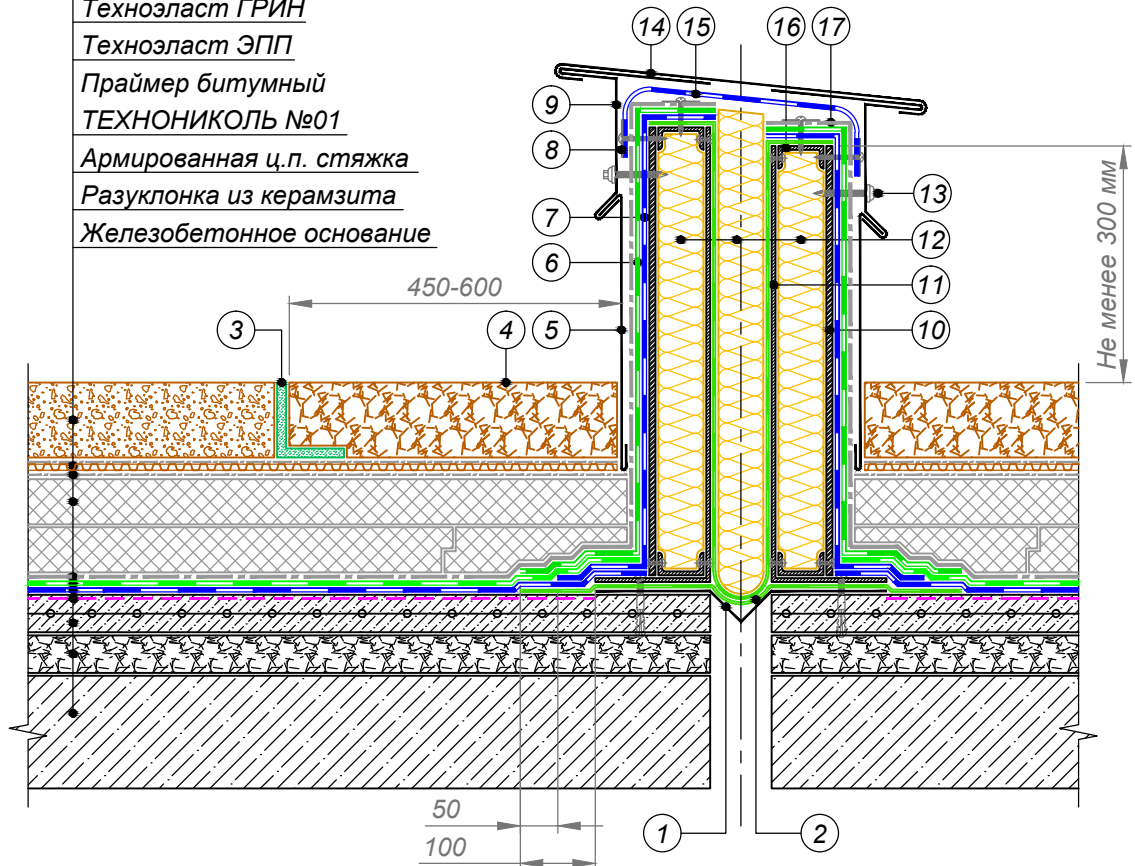 Техноэласт ГРИН
Техноэласт ЭПП
Праймер битумный
ТЕХНОНИКОЛЬ №01
Армированная ц.п. стяжка
Разуклонка из керамзита
Железобетонное основание
14 15 16 17
9
8
7
6
13
12
11
10
450-600
3 4 5
Не менее 300 мм
50
100
1 2